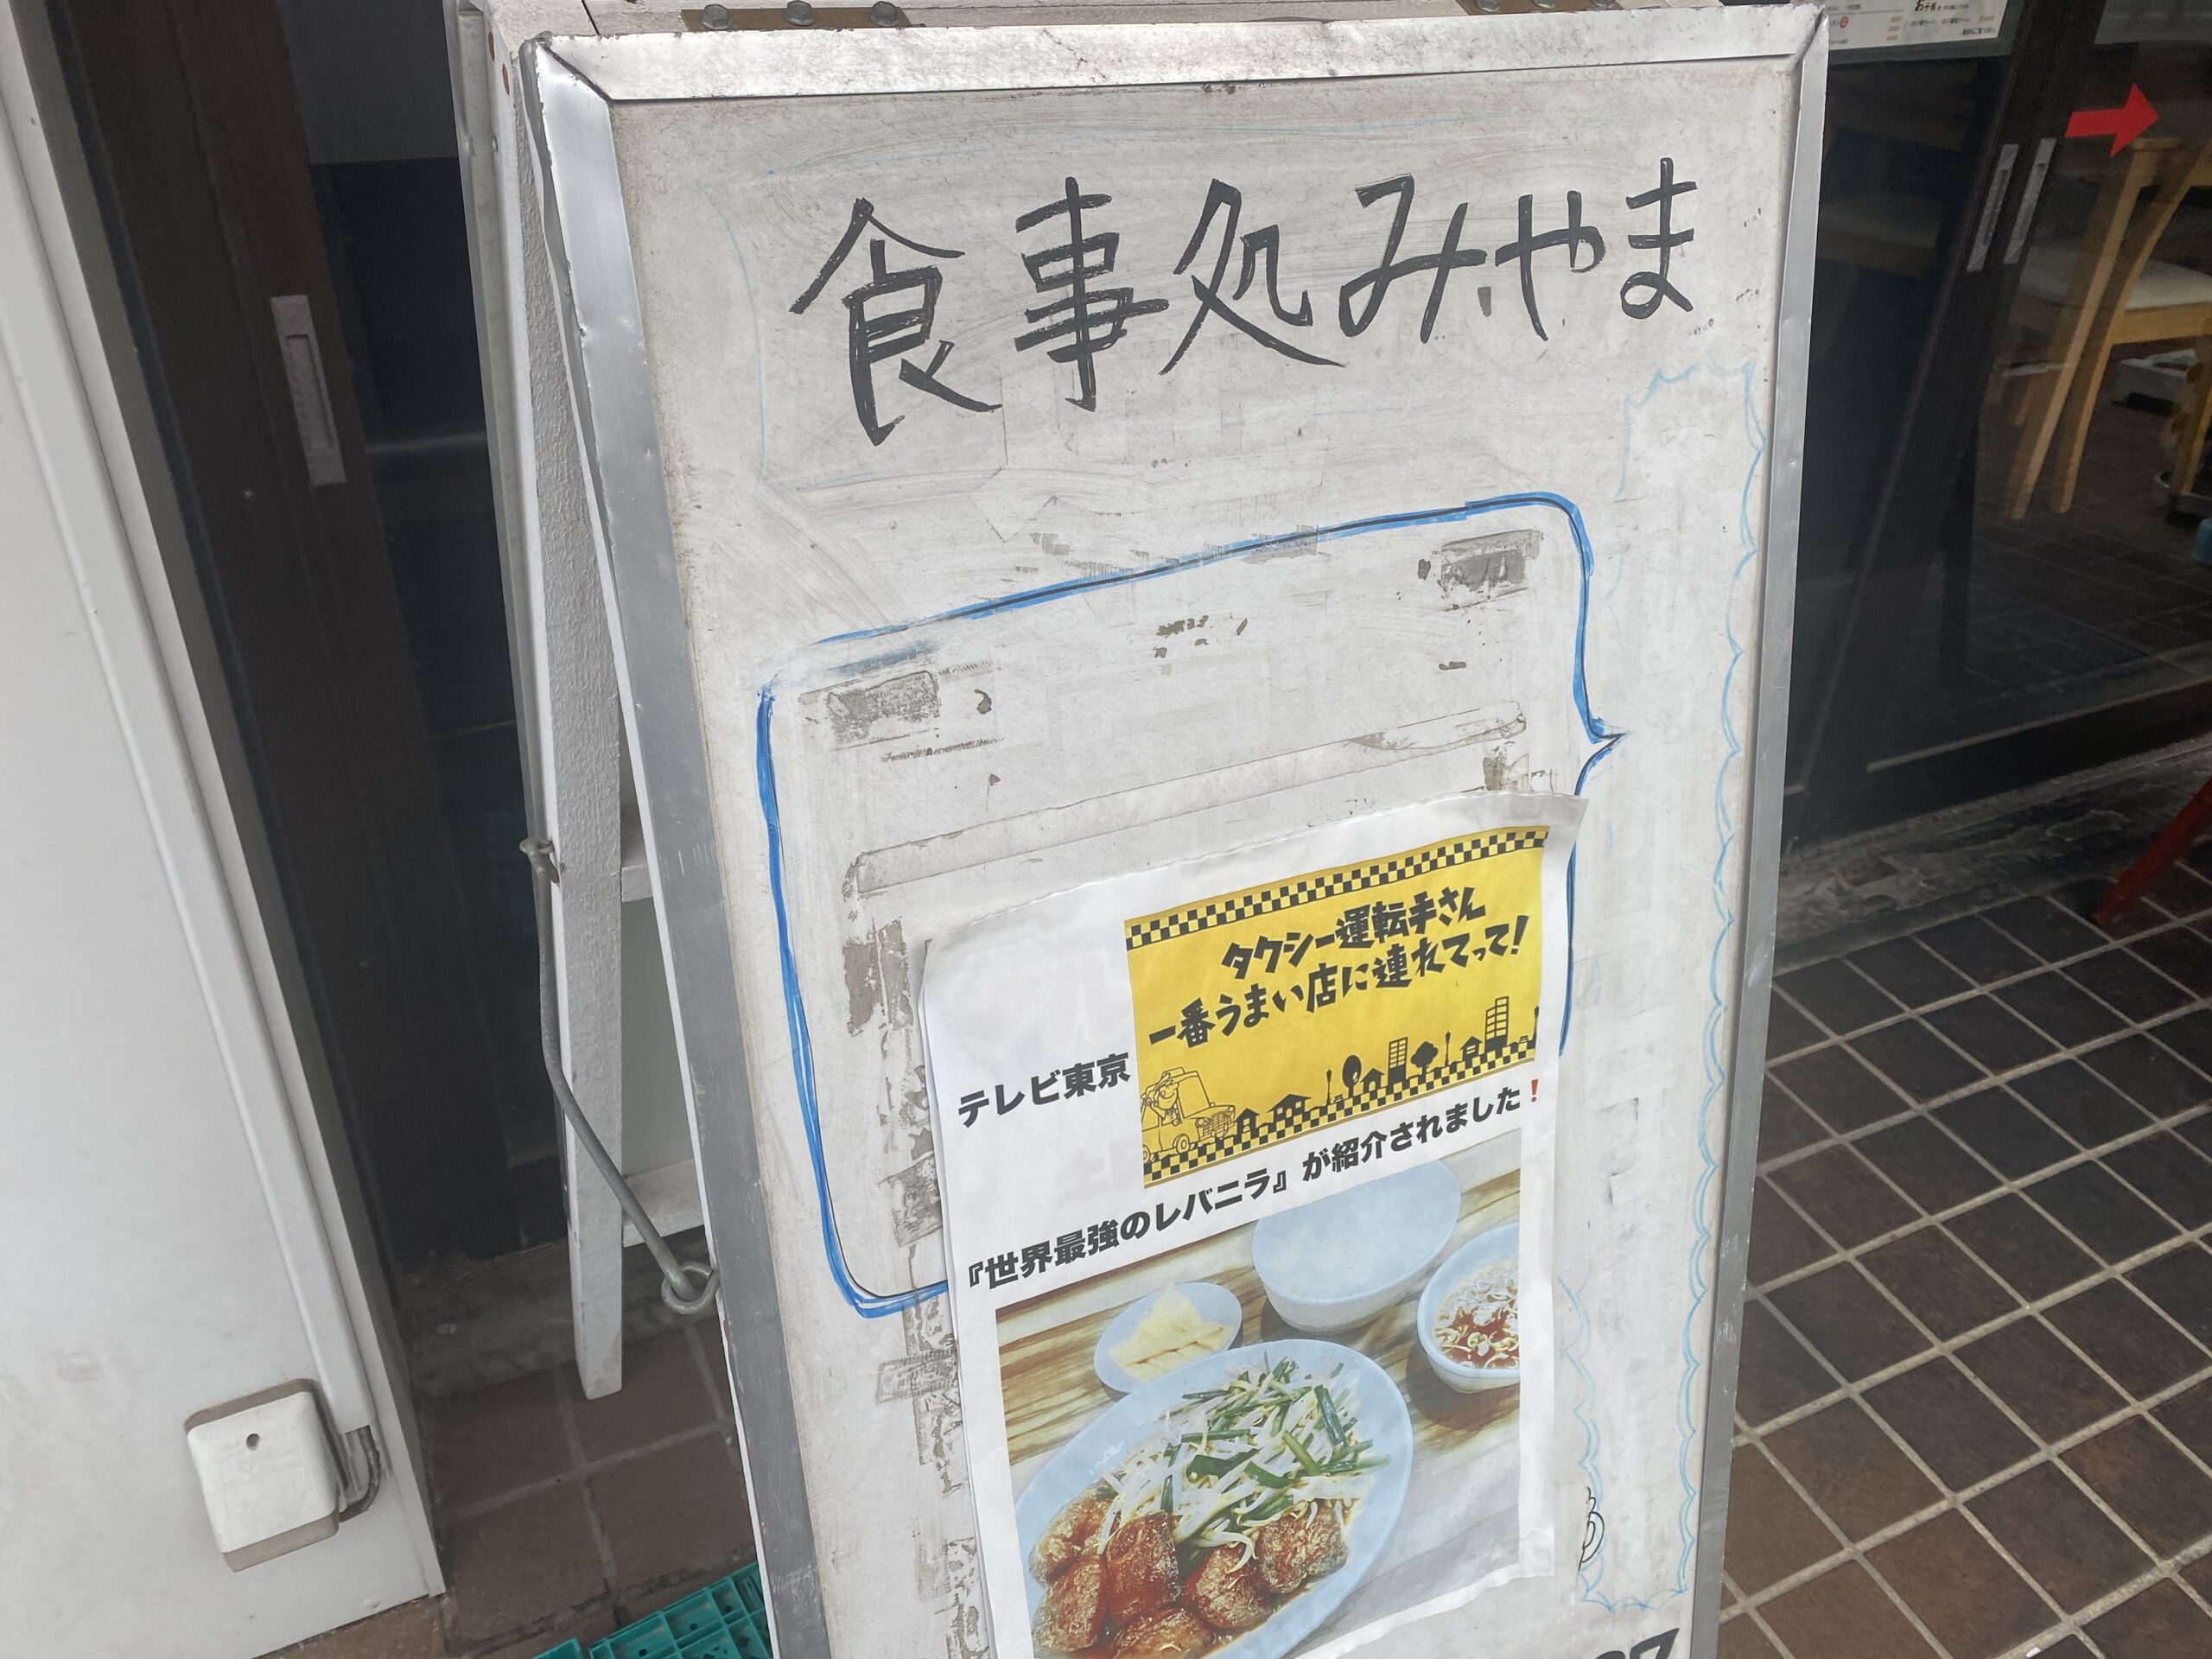 食事処みやま
タクシー運転手さん
一番うまい店に連れてって!
テレビ東京
『世界最強のレバニラ』が紹介されました!